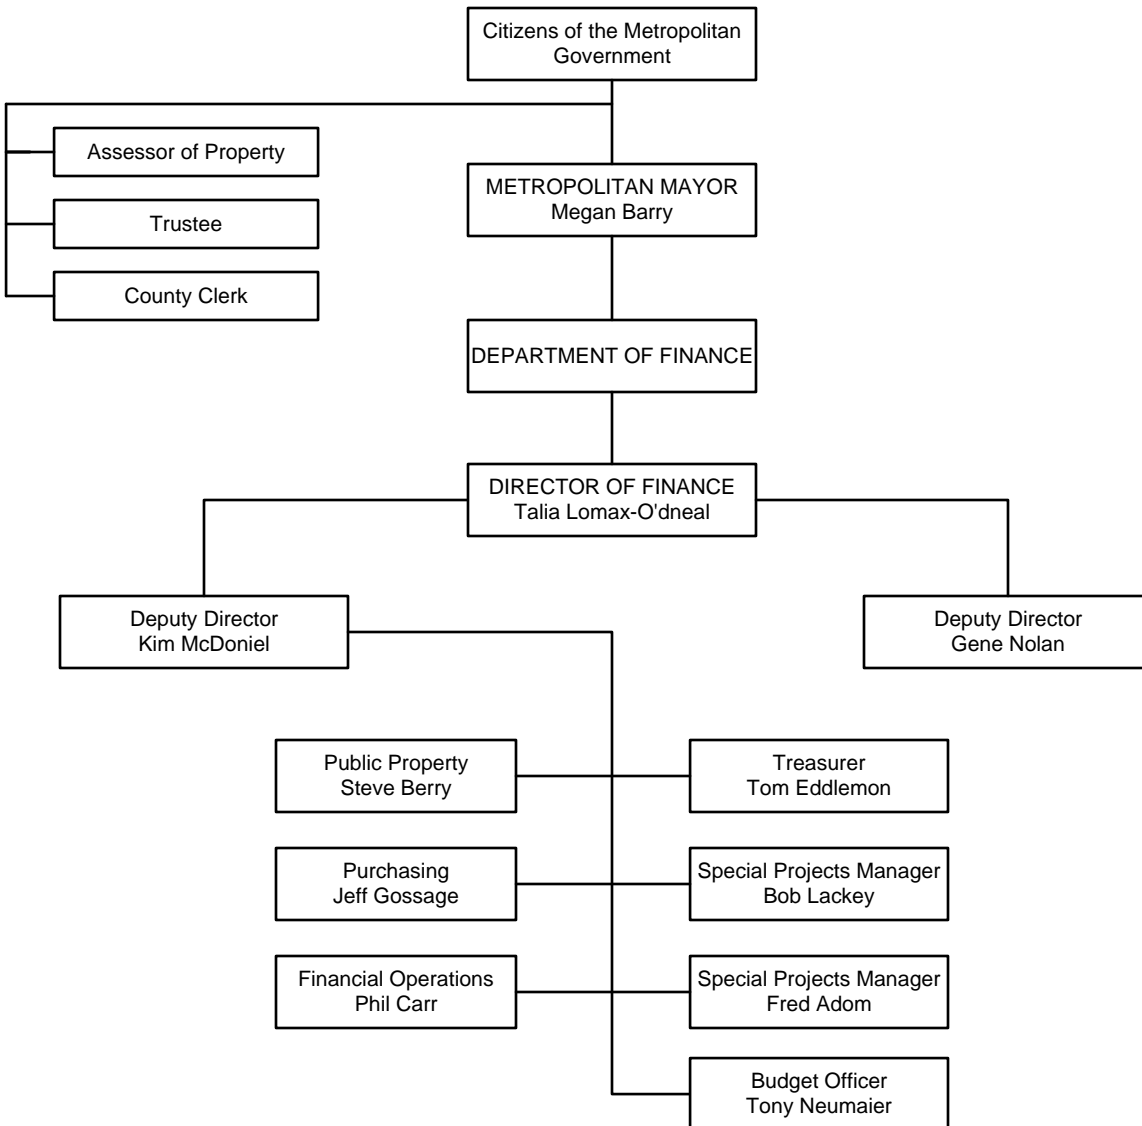 Citizens of the Metropolitan
Government
Assessor of Property
METROPOLITAN MAYOR
Megan Barry
Trustee
County Clerk
DEPARTMENT OF FINANCE
DIRECTOR OF FINANCE
Talia Lomax-O'dneal
Deputy Director
Kim McDoniel
Deputy Director
Gene Nolan
Public Property
Steve Berry
Treasurer
Tom Eddlemon
Purchasing
Jeff Gossage
Special Projects Manager
Bob Lackey
Financial Operations
Phil Carr
Special Projects Manager
Fred Adom
Budget Officer
Tony Neumaier